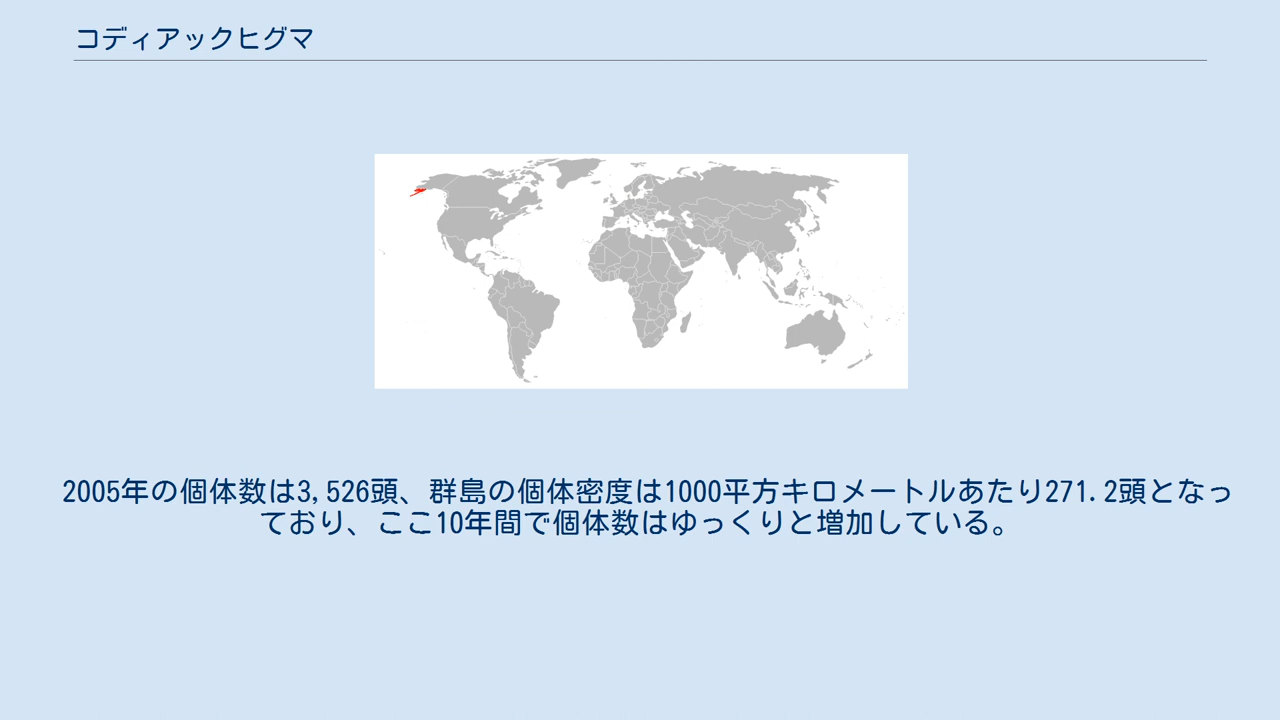 コディアックヒグマ
2005年の個体数は3,526頭、群島の個体密度は1000平方キロメートルあたり271.2頭となっ
ており、ここ10年間で個体数はゆっくりと増加している。